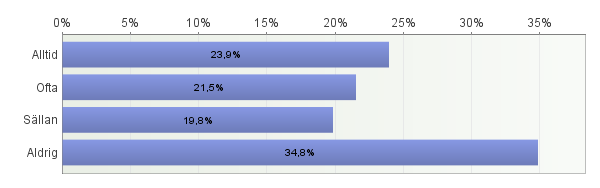 0% 5% 10% 15% 20% 25% 30% 35%
Alltid 23,9%
Ofta 21,5%
Sällan 19,8%
Aldrig 34,8%